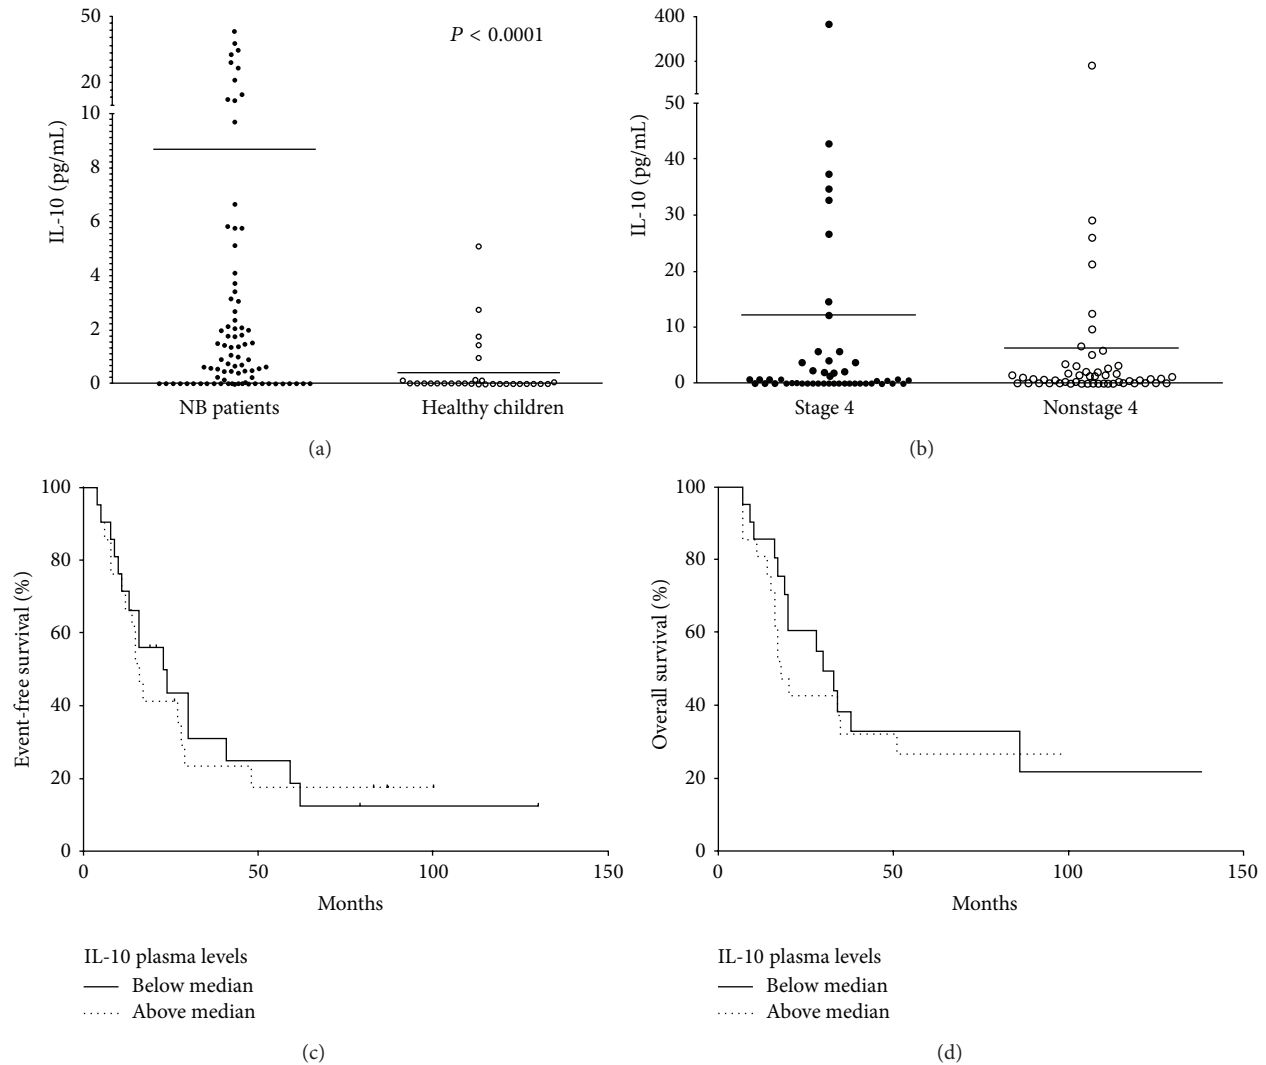 50
20
10
8
6
4
2
0
IL-10 (pg/mL)
P < 0.0001
NB patients
Healthy children
(a)
400
200
50
40
30
20
10
0
IL-10 (pg/mL)
Stage 4
Nonstage 4
(b)
100
80
60
40
20
0
Event-free survival (%)
0
50
100
150
Months
IL-10 plasma levels
Below median
Above median
(c)
100
80
60
40
20
0
Overall survival (%)
0
50
100
150
Months
IL-10 plasma levels
Below median
Above median
(d)